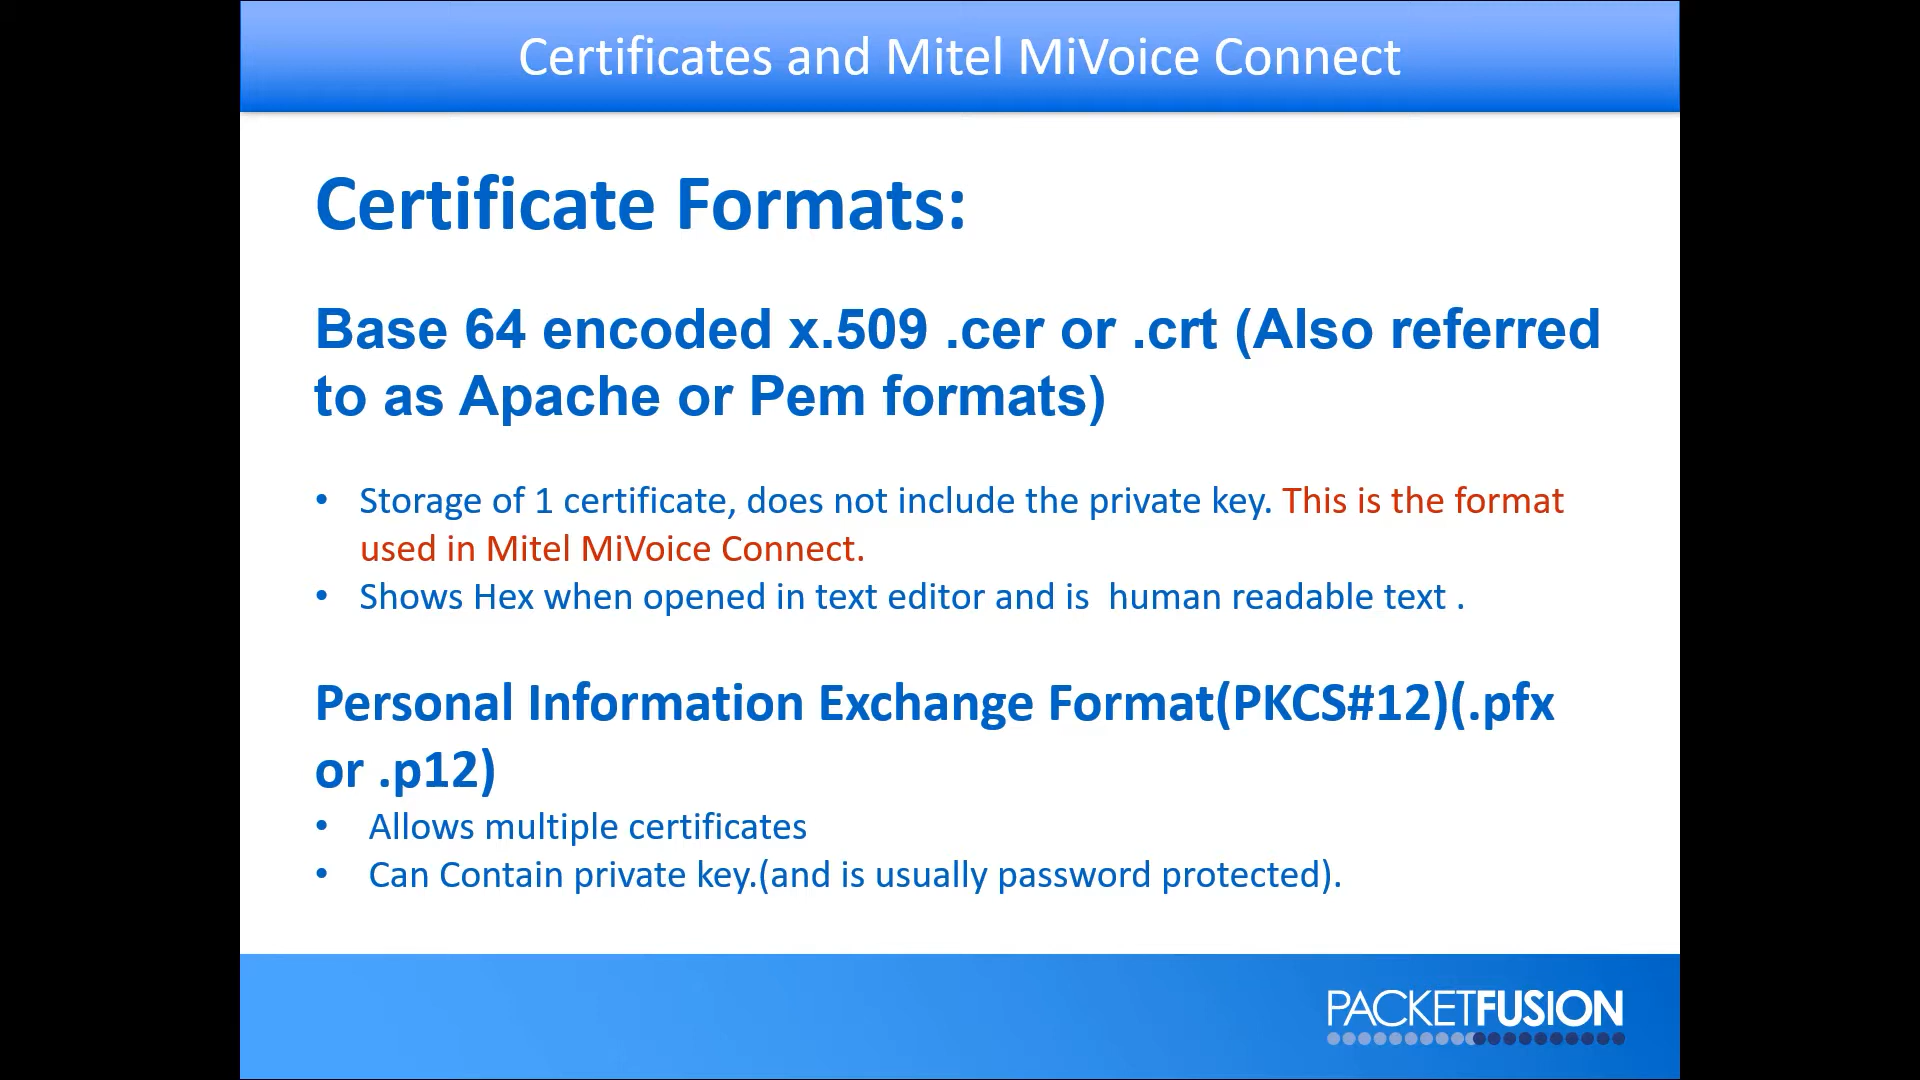 Certificates and Mitel MiVoice Connect
Certificate Formats:
Base 64 encoded x.509 .cer or .crt (Also referred
to as Apache or Pem formats)
• Storage of 1 certificate, does not include the private key. This is the format
used in Mitel MiVoice Connect.
• Shows Hex when opened in text editor and is  human readable text .
Personal Information Exchange Format(PKCS#12)(.pfx
or .p12)
• Allows multiple certificates
• Can Contain private key.(and is usually password protected).
PACKETFUSION